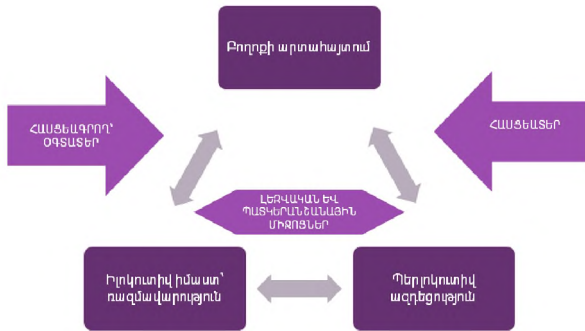 Բողոքի արտահայտում
ՀԱՍՑԵԱԳՐՈՂ՝
ՕԳՏԱՏԵՐ
ՀԱՍՑԵԱՏԵՐ
ԼԵԶՎԱԿԱՆ ԵՎ
ՊԱՏԿԵՐԱՆՇԱՆԱՅԻՆ
ՄԻՋՈՑՆԵՐ
Իլոկուտիվ իմաստ՝
ռազմավարություն
Պերլոկուտիվ
ազդեցություն